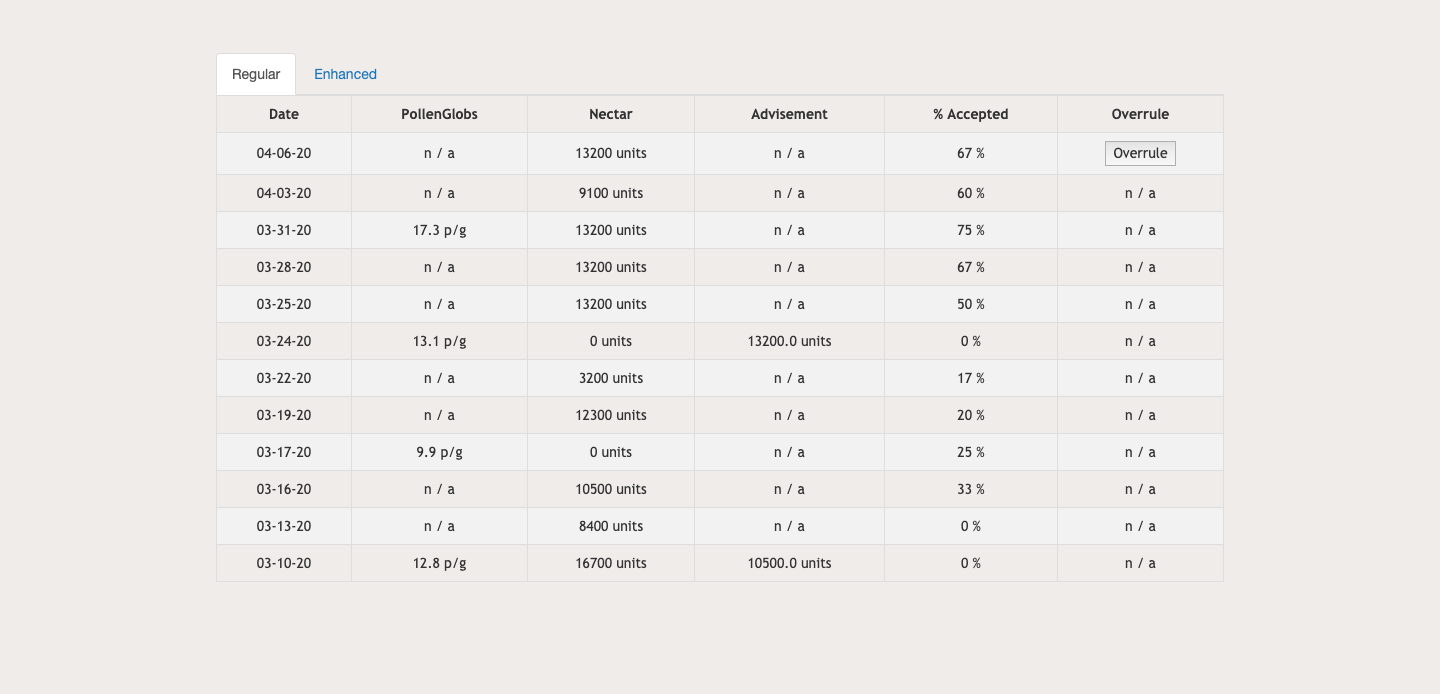 Regular Enhanced
Date PollenGlobs Nectar Advisement % Accepted Overrule
04-06-20 n / a 13200 units n / a 67 % Overrule
04-03-20 n / a 9100 units n / a 60 % n / a
03-31-20 17.3 p/g 13200 units n / a 75 % n / a
03-28-20 n / a 13200 units n / a 67 % n / a
03-25-20 n / a 13200 units n / a 50 % n / a
03-24-20 13.1 p/g 0 units 13200.0 units 0 % n / a
03-22-20 n / a 3200 units n / a 17 % n / a
03-19-20 n / a 12300 units n / a 20 % n / a
03-17-20 9.9 p/g 0 units n / a 25 % n / a
03-16-20 n / a 10500 units n / a 33 % n / a
03-13-20 n / a 8400 units n / a 0 % n / a
03-10-20 12.8 p/g 16700 units 10500.0 units 0 % n / a